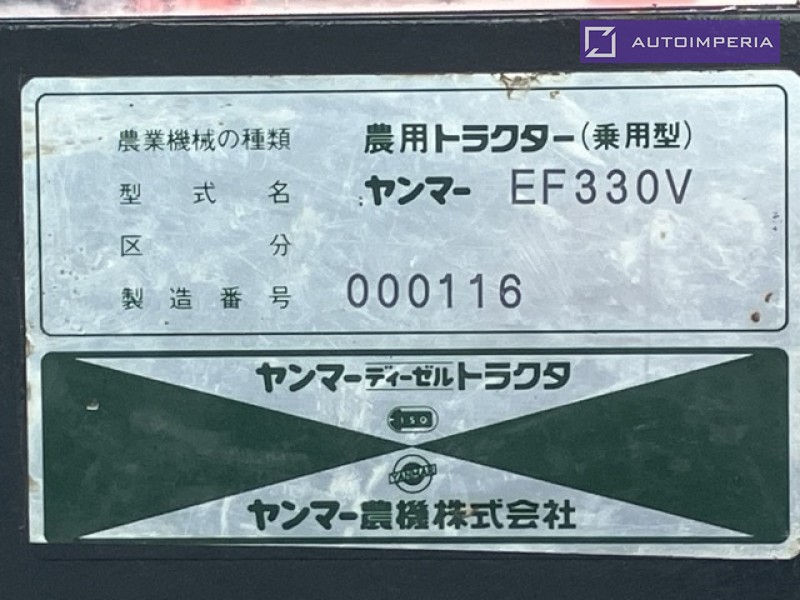 AUTOIMPERIA
農業機械の種類 農用トラクター(乗用型)
型式名 ヤンマー EF330V
区分
製造番号 000116
ヤンマーディーゼルトラクタ
ISO
YANMAR
ヤンマー農機株式会社